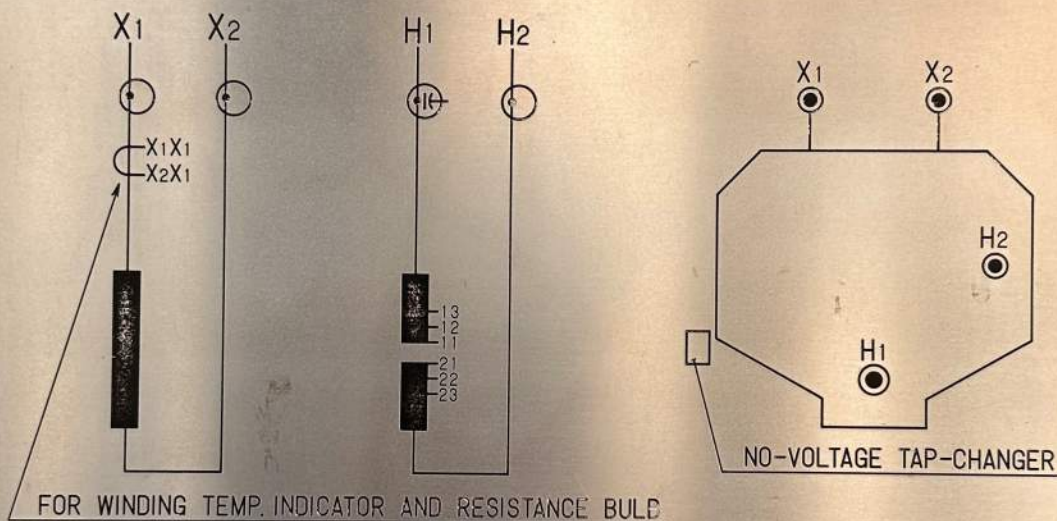 X1 X2 H1 H2
X1 X2
X1X1
X2X1
H2
13
12
11
21
22
23
H1
NO-VOLTAGE TAP-CHANGER
FOR WINDING TEMP. INDICATOR AND RESISTANCE BULB